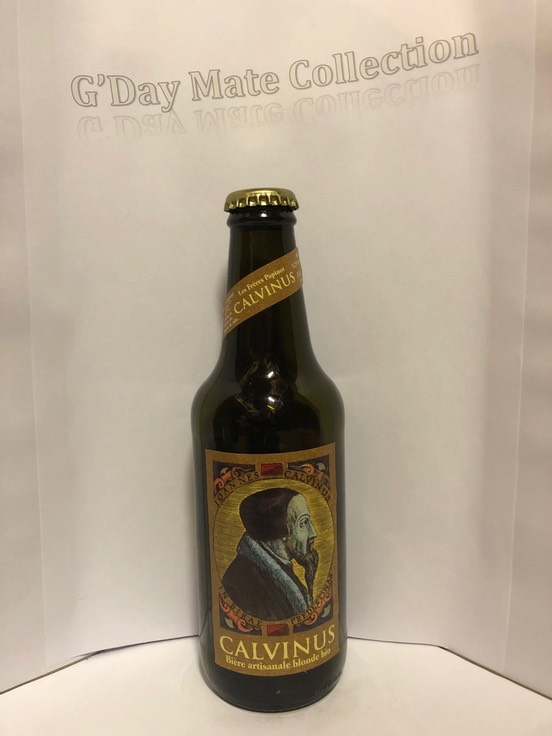 G'Day Mate Collection
Les Frères Papinot
CALVINUS
IOANNES CALVINUS
CALVINUS
Bière artisanale blonde bio